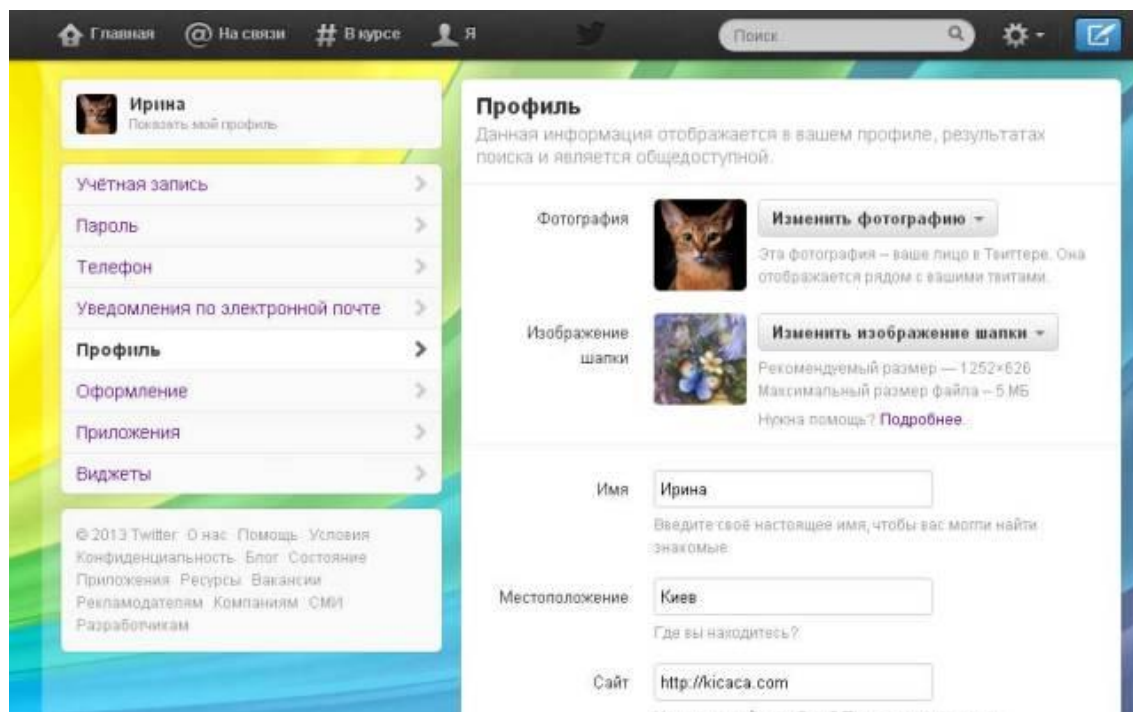 Главная @ На связи # В курсе Я Поиск
Ирина
Показать мой профиль
Учётная запись
Пароль
Телефон
Уведомления по электронной почте
Профиль
Оформление
Приложения
Виджеты
© 2013 Twitter О нас Помощь Условия
Конфиденциальность Блог Состояние
Приложения Ресурсы Вакансии
Рекламодателям Компаниям СМИ
Разработчикам
Профиль
Данная информация отображается в вашем профиле, результатах
поиска и является общедоступной.
Фотография
Изменить фотографию
Эта фотография – ваше лицо в Твиттере. Она
отображается рядом с вашими твитами.
Изображение
шапки
Изменить изображение шапки
Рекомендуемый размер — 1252×626
Максимальный размер файла – 5 МБ
Нужна помощь? Подробнее.
Имя Ирина
Введите своё настоящее имя, чтобы вас могли найти
знакомые
Местоположение Киев
Где вы находитесь?
Сайт http://kicaca.com